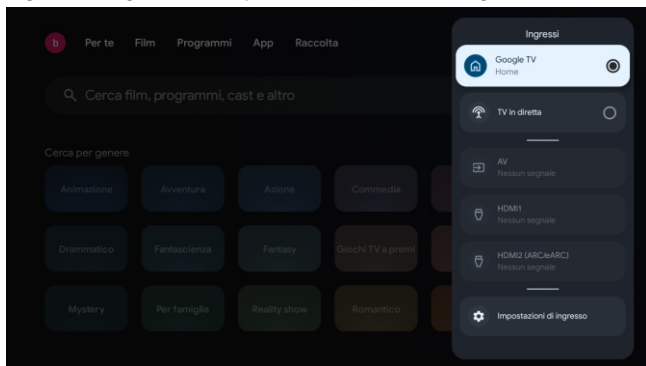 b Per te Film Programmi App Raccolta
Cerca film, programmi, cast e altro
Cerca per genere
Animazione Avventura Azione Commedia
Drammatico Fantascienza Fantasy Giochi TV a premi
Mystery Per famiglie Reality show Romantico
Ingressi
Google TV
Home
TV in diretta
AV
Nessun segnale
HDMI1
Nessun segnale
HDMI2 (ARC/eARC)
Nessun segnale
Impostazioni di ingresso